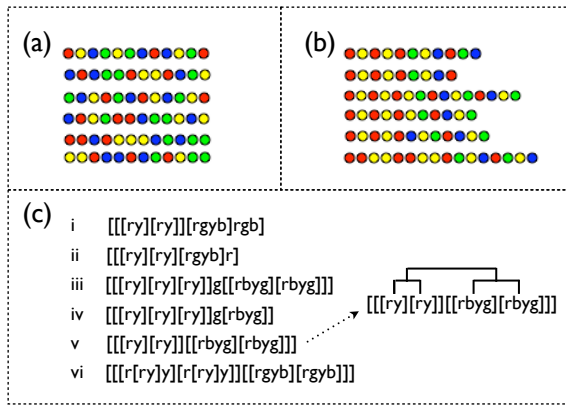 (a)
(b)
(c)
i [[[ry][ry]][rgyb]rgb]
ii [[[ry][ry][rgyb]r]
iii [[[ry][ry][ry]]g[[rbyg][rbyg]]]
iv [[[ry][ry][ry]]g[rbyg]]
v [[[ry][ry]][[rbyg][rbyg]]]
vi [[[r[ry]y][r[ry]y]][[rgyb][rgyb]]]
[[[ry][ry]][[rbyg][rbyg]]]